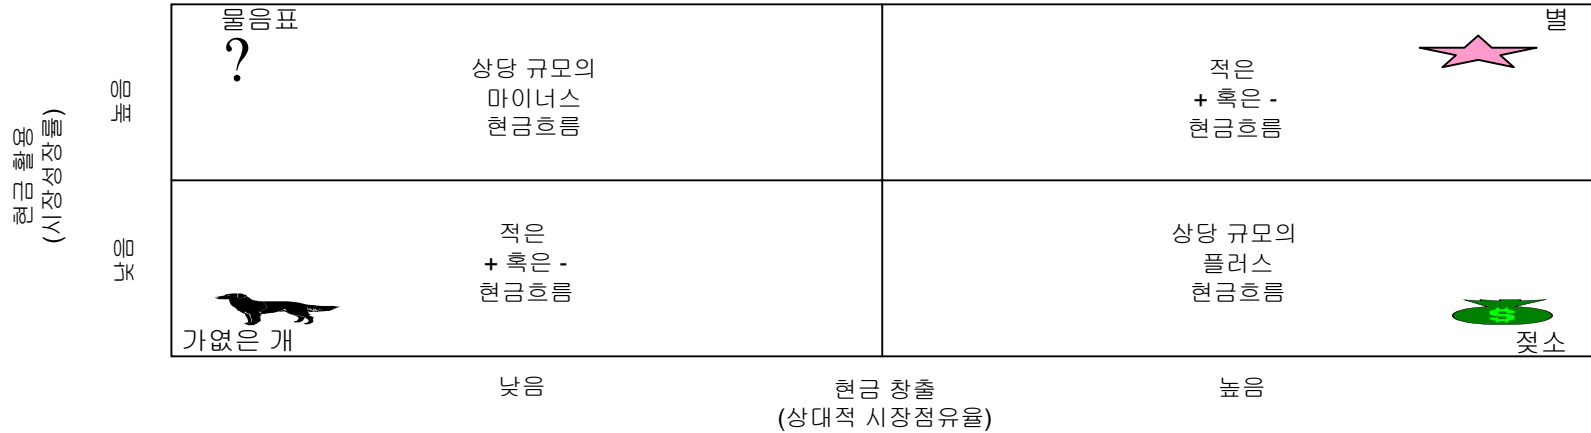 물음표
?
상당 규모의
마이너스
현금흐름
별
적은
+ 혹은 -
현금흐름
높음
현금 활용
(시장성장률)
낮음
적은
+ 혹은 -
현금흐름
가엾은 개
상당 규모의
플러스
현금흐름
$
젖소
낮음
현금 창출
(상대적 시장점유율)
높음